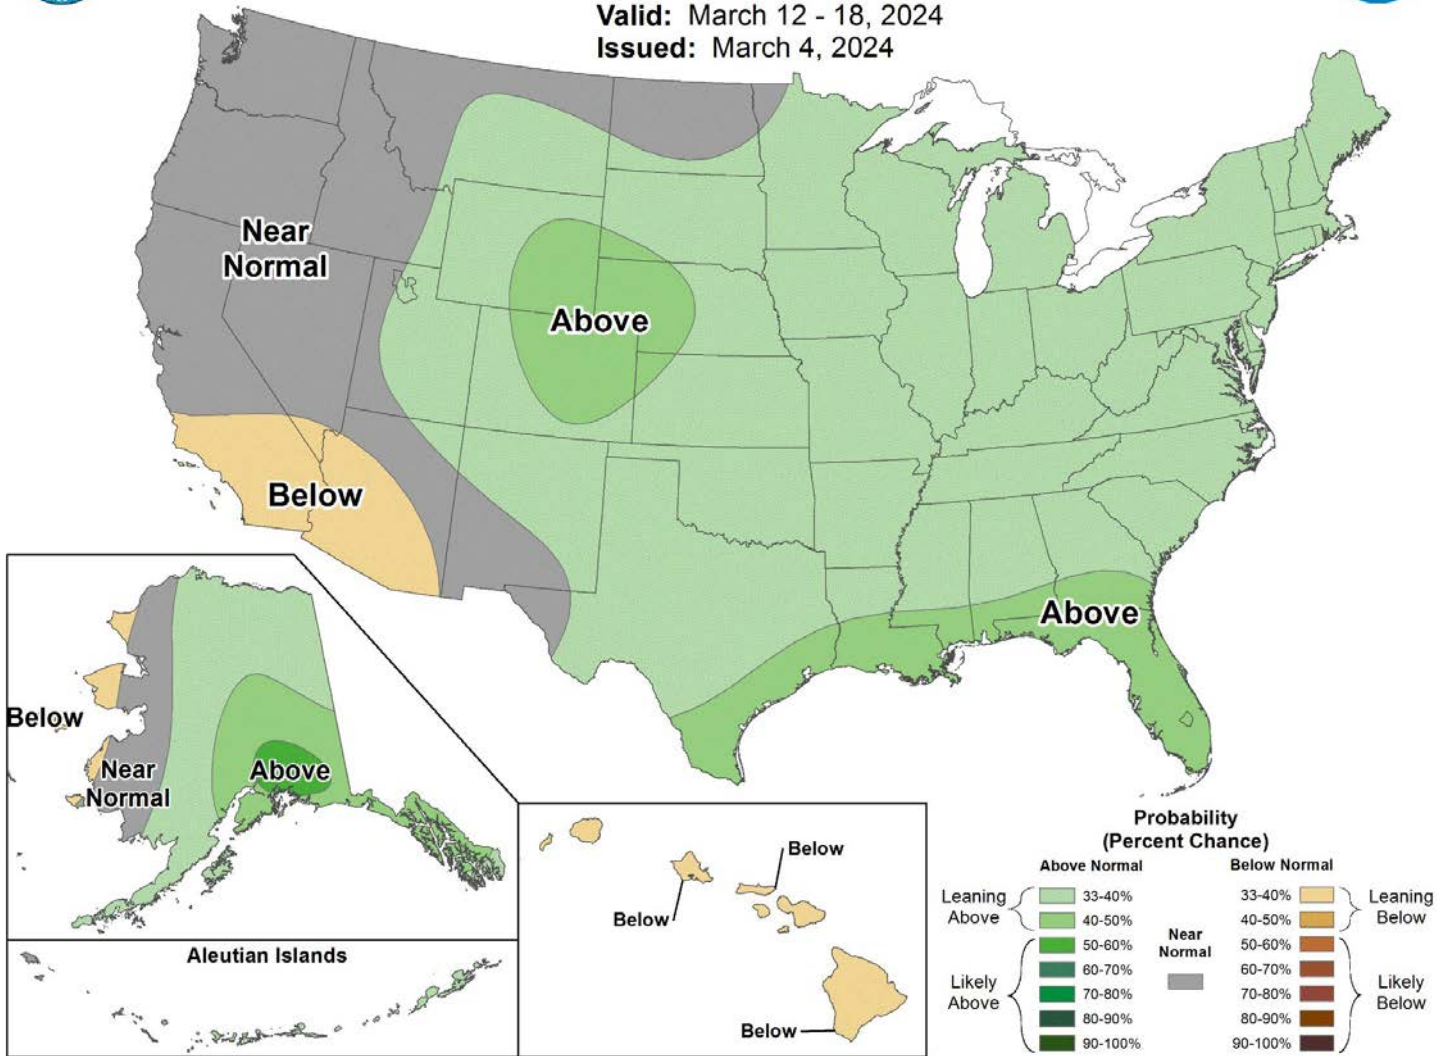 Valid: March 12 - 18, 2024
Issued: March 4, 2024
Near
Normal
Above
Below
Above
Below
Near
Normal
Above
Aleutian Islands
Below
Below
Below
Probability
(Percent Chance)
Above Normal
Below Normal
Leaning
Above
33-40%
40-50%
Likely
Above
50-60%
60-70%
70-80%
80-90%
90-100%
Near
Normal
33-40%
40-50%
Leaning
Below
50-60%
60-70%
70-80%
80-90%
90-100%
Likely
Below